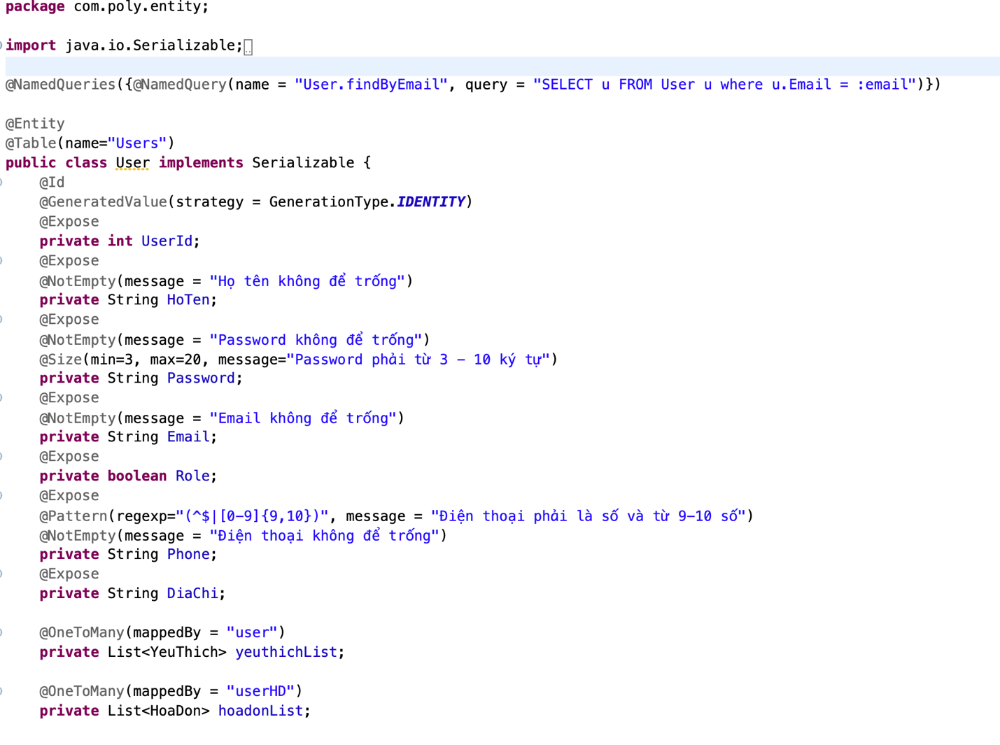 package com.poly.entity;
import java.io.Serializable;
@NamedQueries({@NamedQuery(name = "User.findByEmail", query = "SELECT u FROM User u where u.Email = :email")})
@Entity
@Table(name="Users")
public class User implements Serializable {
@Id
@GeneratedValue(strategy = GenerationType.IDENTITY)
@Expose
private int UserId;
@Expose
@NotEmpty(message = "Họ tên không để trống")
private String HoTen;
@Expose
@NotEmpty(message = "Password không để trống")
@Size(min=3, max=20, message="Password phải từ 3 - 10 ký tự")
private String Password;
@Expose
@NotEmpty(message = "Email không để trống")
private String Email;
@Expose
private boolean Role;
@Expose
@Pattern(regexp="(^$|[0-9]{9,10})", message = "Điện thoại phải là số và từ 9-10 số")
@NotEmpty(message = "Điện thoại không để trống")
private String Phone;
@Expose
private String DiaChi;
@OneToMany(mappedBy = "user")
private List<YeuThich> yeuthichList;
@OneToMany(mappedBy = "userHD")
private List<HoaDon> hoadonList;